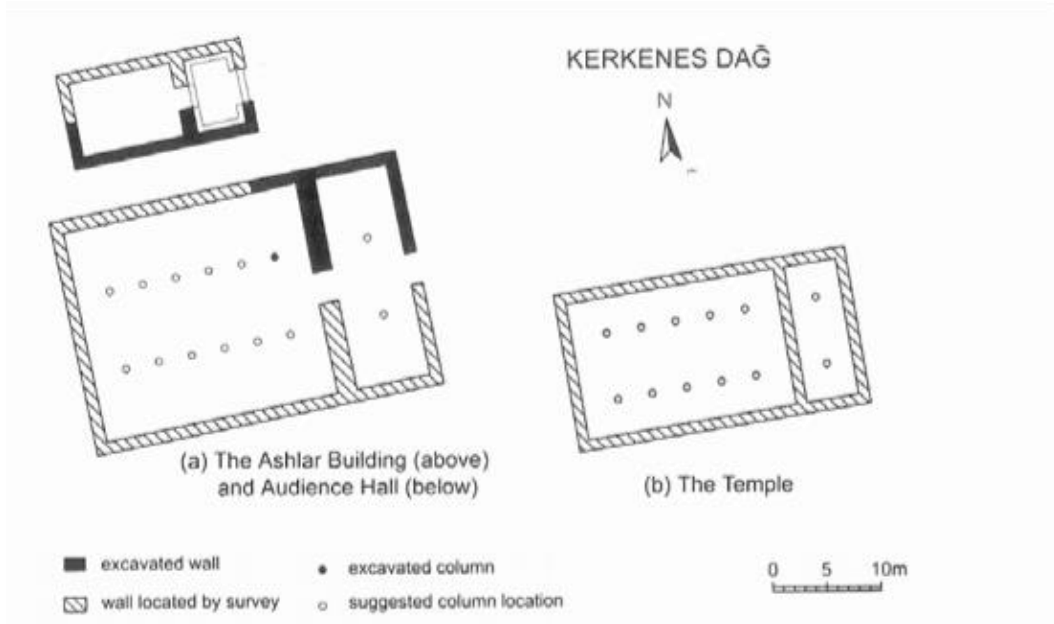 KERKENES DAĞ
N
(a) The Ashlar Building (above)
and Audience Hall (below)
(b) The Temple
excavated wall
excavated column
wall located by survey
suggested column location
0 5 10m